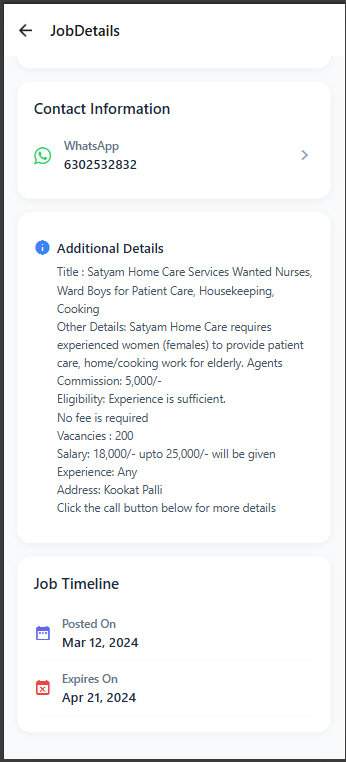 JobDetails
Contact Information
WhatsApp
6302532832
Additional Details
Title : Satyam Home Care Services Wanted Nurses,
Ward Boys for Patient Care, Housekeeping,
Cooking
Other Details: Satyam Home Care requires
experienced women (females) to provide patient
care, home/cooking work for elderly. Agents
Commission: 5,000/-
Eligibility: Experience is sufficient.
No fee is required
Vacancies : 200
Salary: 18,000/- upto 25,000/- will be given
Experience: Any
Address: Kookat Palli
Click the call button below for more details
Job Timeline
Posted On
Mar 12, 2024
Expires On
Apr 21, 2024